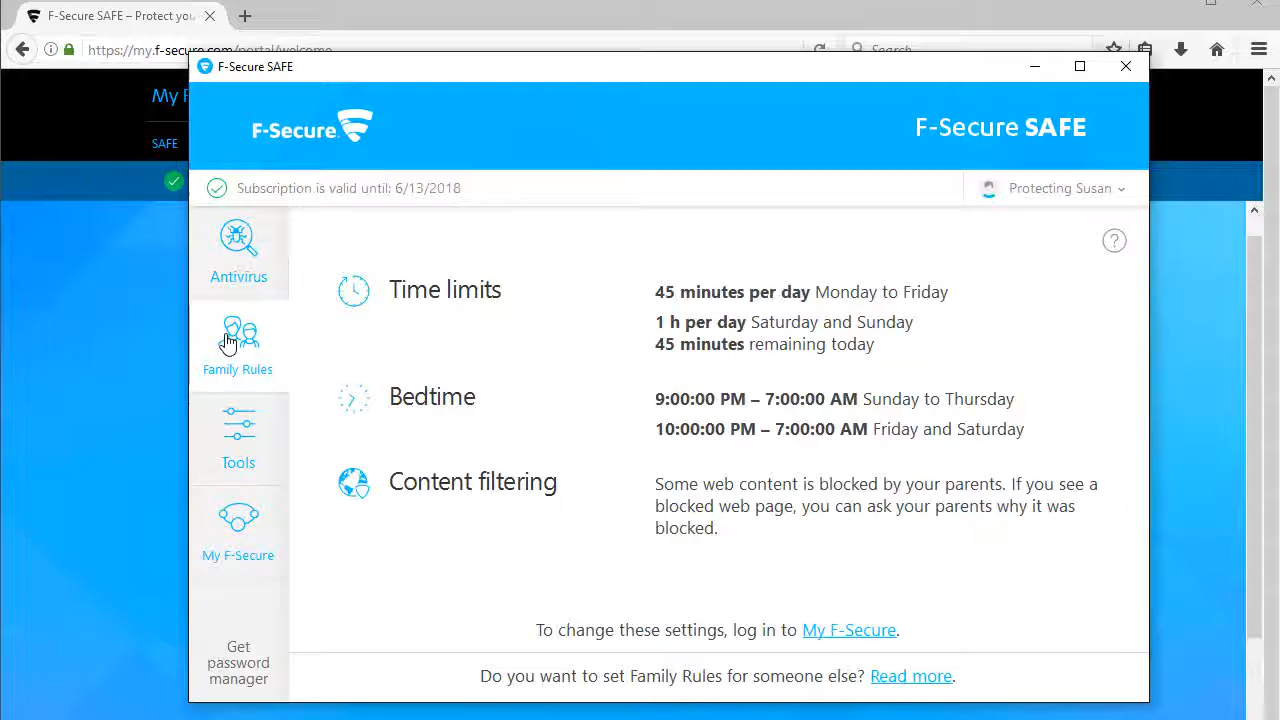 F-Secure SAFE – Protect you
https://my.f-secure.com/portal/welcome
Search
My F
SAFE
F-Secure SAFE
F-Secure.
F-Secure SAFE
Subscription is valid until: 6/13/2018
Protecting Susan
Antivirus
Family Rules
Tools
My F-Secure
Get
password
manager
?
Time limits
45 minutes per day Monday to Friday
1 h per day Saturday and Sunday
45 minutes remaining today
Bedtime
9:00:00 PM – 7:00:00 AM Sunday to Thursday
10:00:00 PM – 7:00:00 AM Friday and Saturday
Content filtering
Some web content is blocked by your parents. If you see a
blocked web page, you can ask your parents why it was
blocked.
To change these settings, log in to My F-Secure.
Do you want to set Family Rules for someone else? Read more.